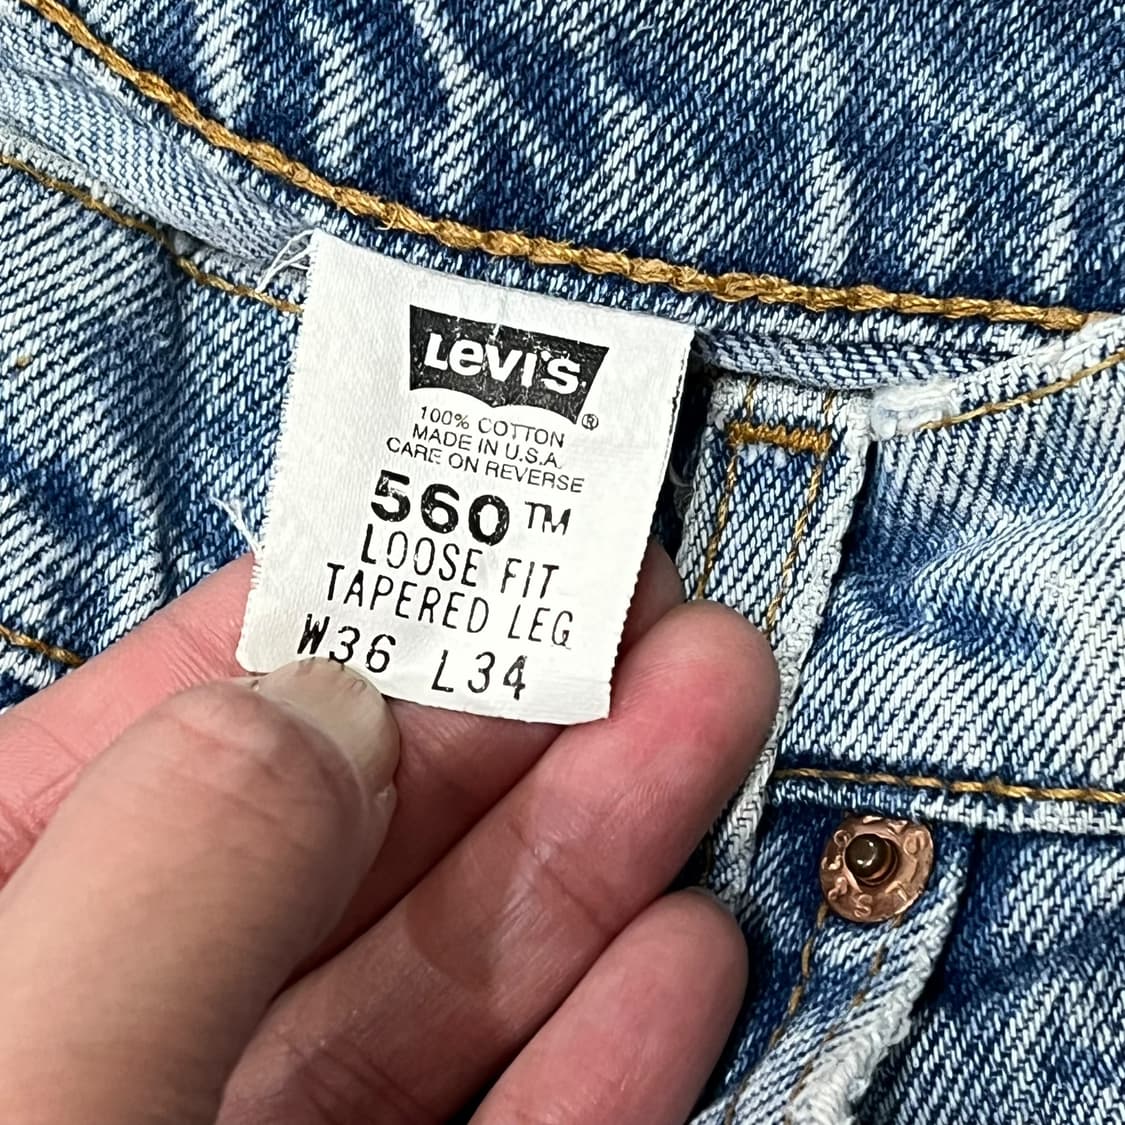 LEVI'S®
100% COTTON
MADE IN U.S.A.
CARE ON REVERSE
560™
LOOSE FIT
TAPERED LEG
W36 L34